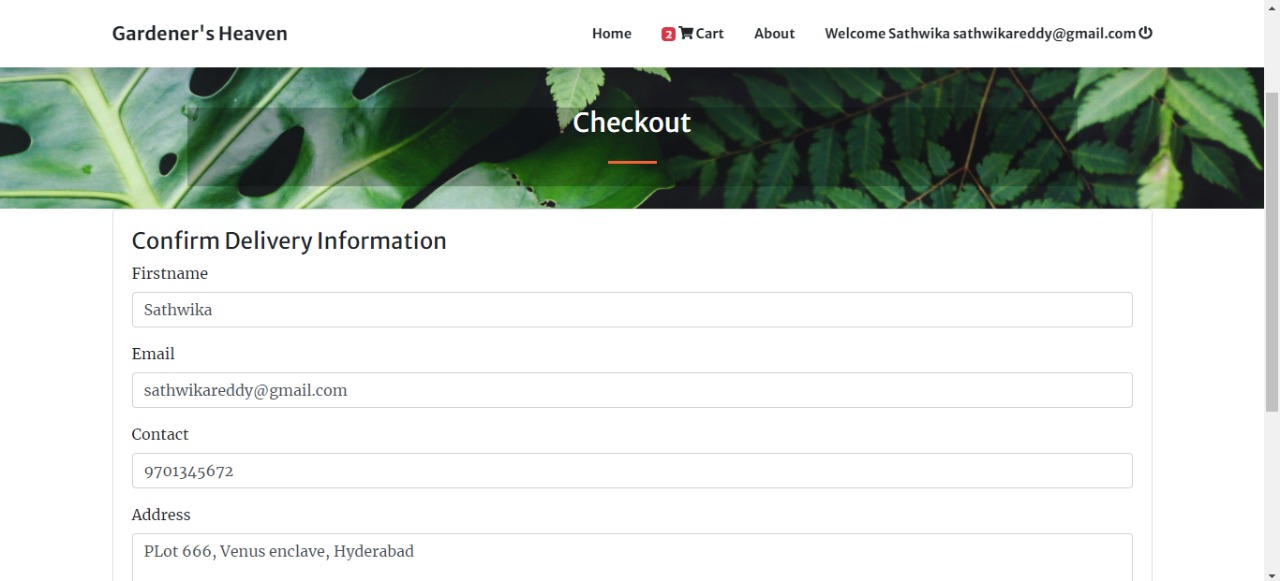 Gardener's Heaven
Home 2 Cart About Welcome Sathwika sathwikareddy@gmail.com
Checkout
Confirm Delivery Information
Firstname
Sathwika
Email
sathwikareddy@gmail.com
Contact
9701345672
Address
PLot 666, Venus enclave, Hyderabad